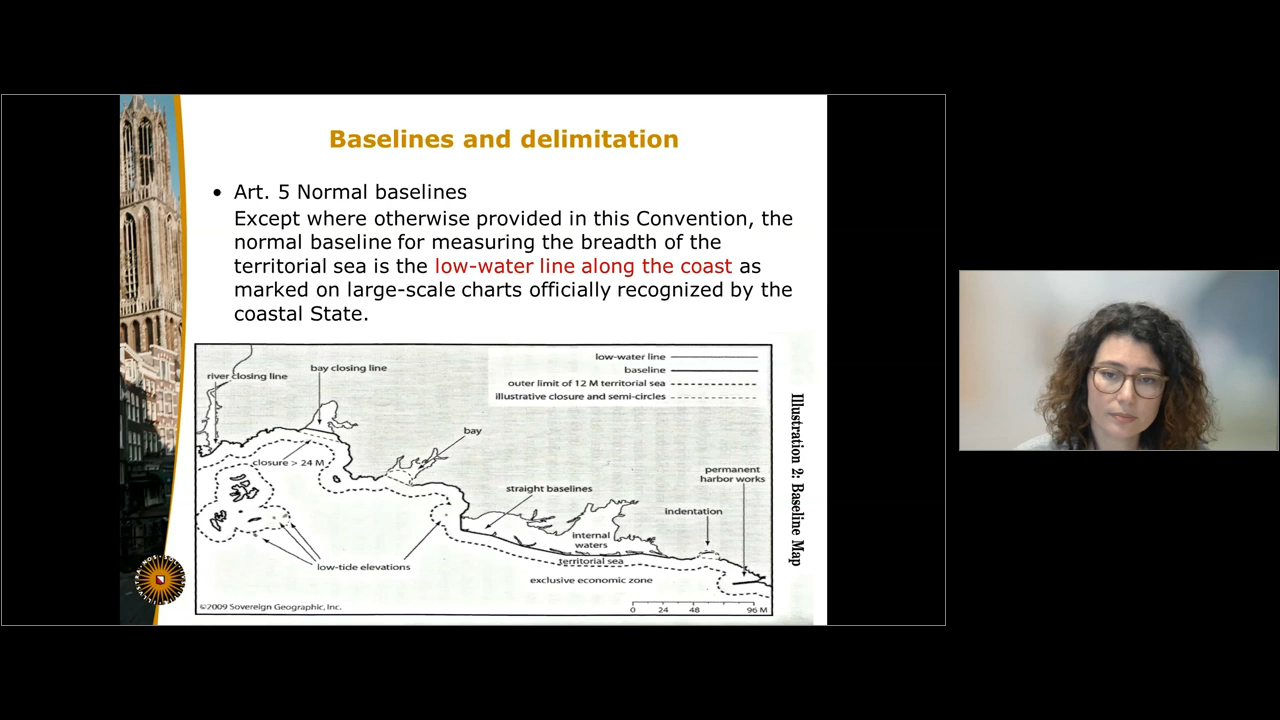 Baselines and delimitation
• Art. 5 Normal baselines
Except where otherwise provided in this Convention, the
normal baseline for measuring the breadth of the
territorial sea is the low-water line along the coast as
marked on large-scale charts officially recognized by the
coastal State.
low-water line
baseline
outer limit of 12 M territorial sea
illustrative closure and semi-circles
river closing line
bay closing line
bay
closure > 24 M
straight baselines
permanent
harbor works
indentation
internal
waters
territorial sea
low-tide elevations
exclusive economic zone
©2009 Sovereign Geographic, Inc.
0 24 48 96 M
Illustration 2: Baseline Map